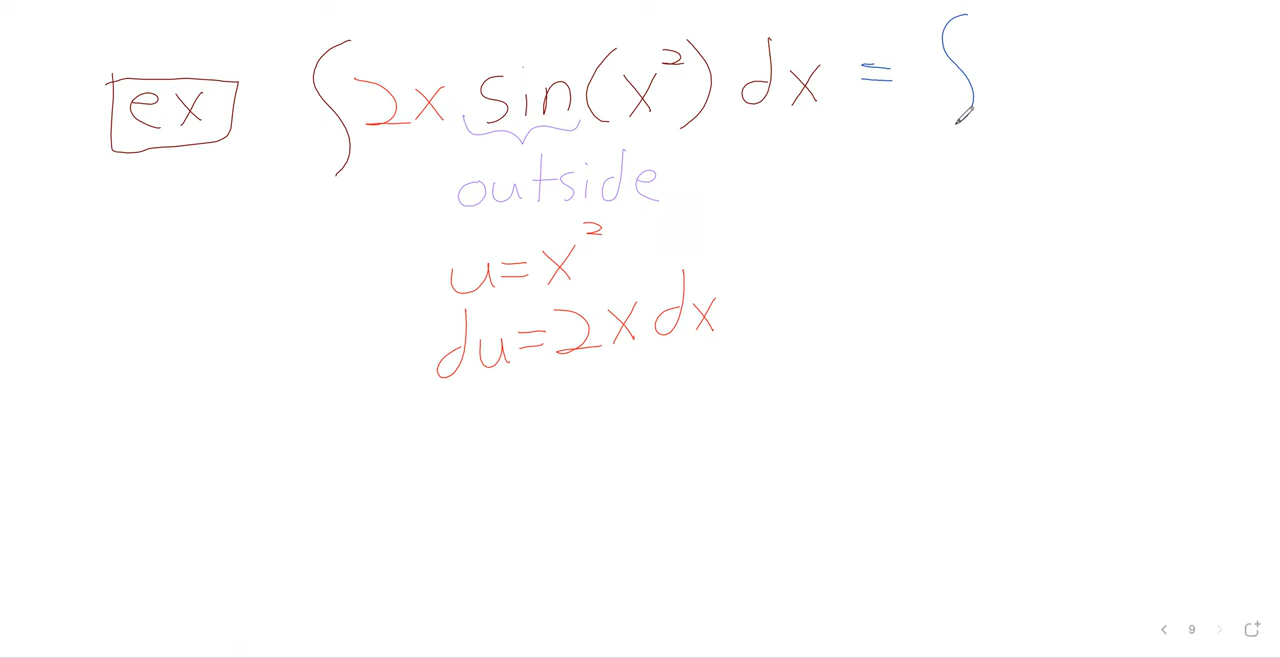 ex ∫ 2x sin(x²) dx = ∫
outside
u = x²
du = 2x dx
9